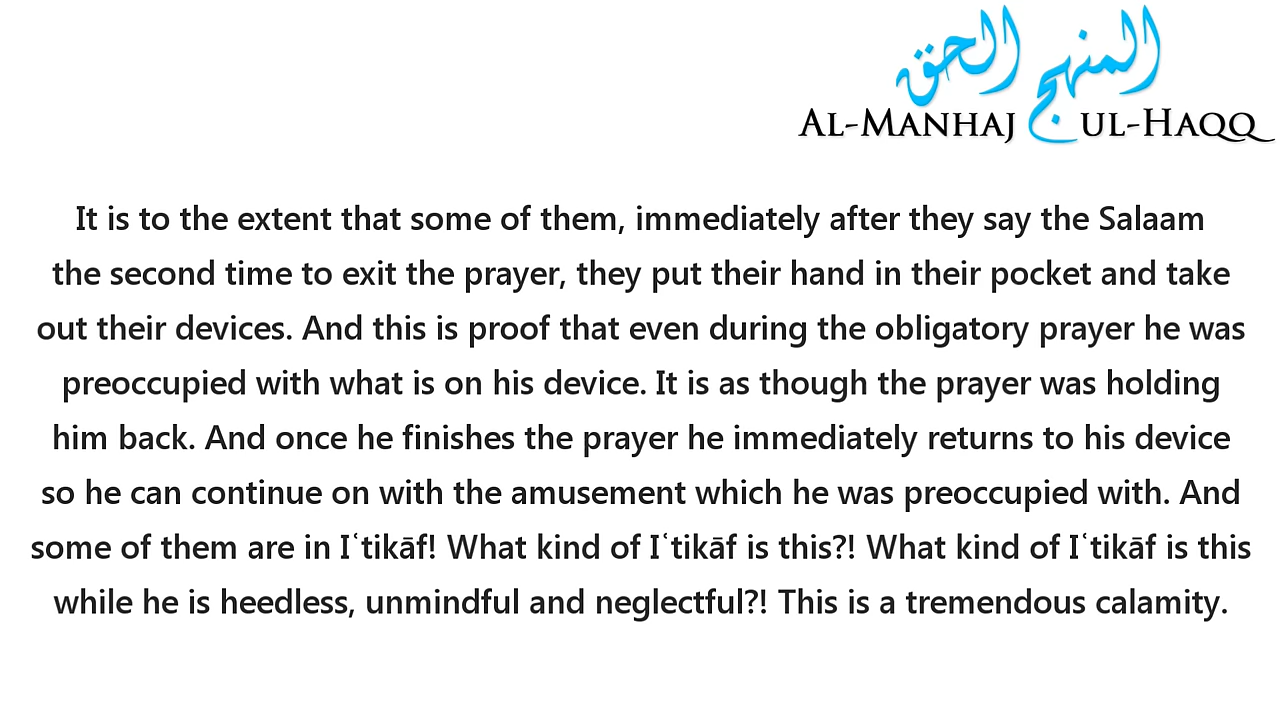 المنهج الحق
AL-MANHAJ UL-HAQQ
It is to the extent that some of them, immediately after they say the Salaam
the second time to exit the prayer, they put their hand in their pocket and take
out their devices. And this is proof that even during the obligatory prayer he was
preoccupied with what is on his device. It is as though the prayer was holding
him back. And once he finishes the prayer he immediately returns to his device
so he can continue on with the amusement which he was preoccupied with. And
some of them are in Iʿtikāf! What kind of Iʿtikāf is this?! What kind of Iʿtikāf is this
while he is heedless, unmindful and neglectful?! This is a tremendous calamity.